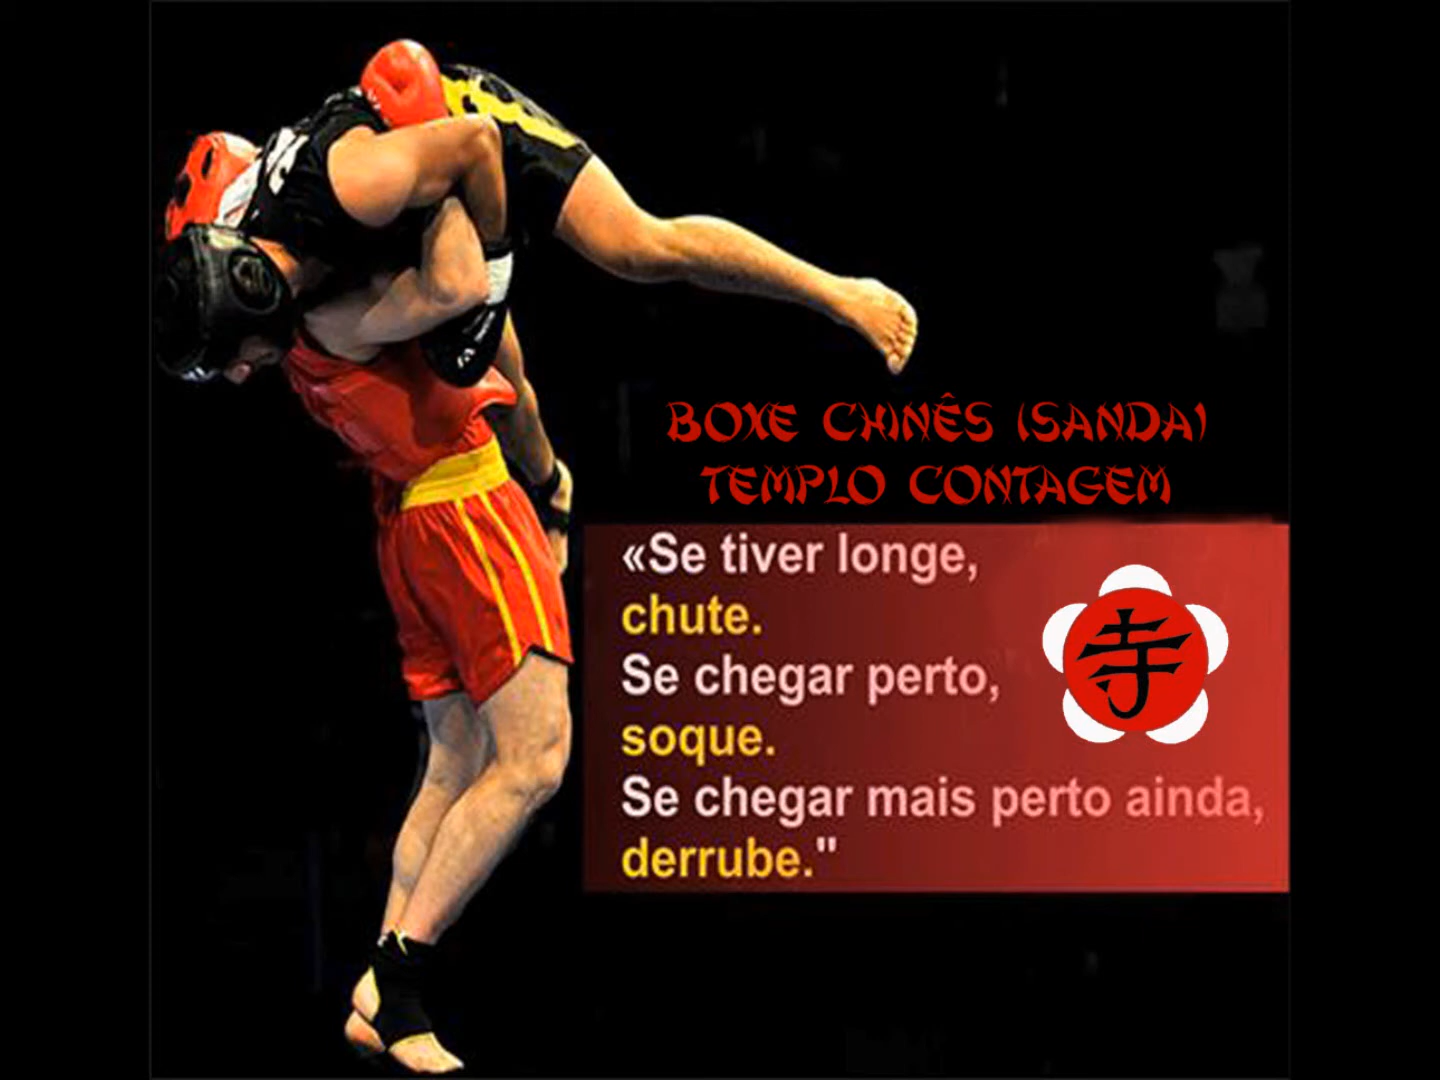 BOXE CHINÊS (SANDA)
TEMPLO CONTAGEM
«Se tiver longe,
chute.
Se chegar perto,
soque.
Se chegar mais perto ainda,
derrube."
寺